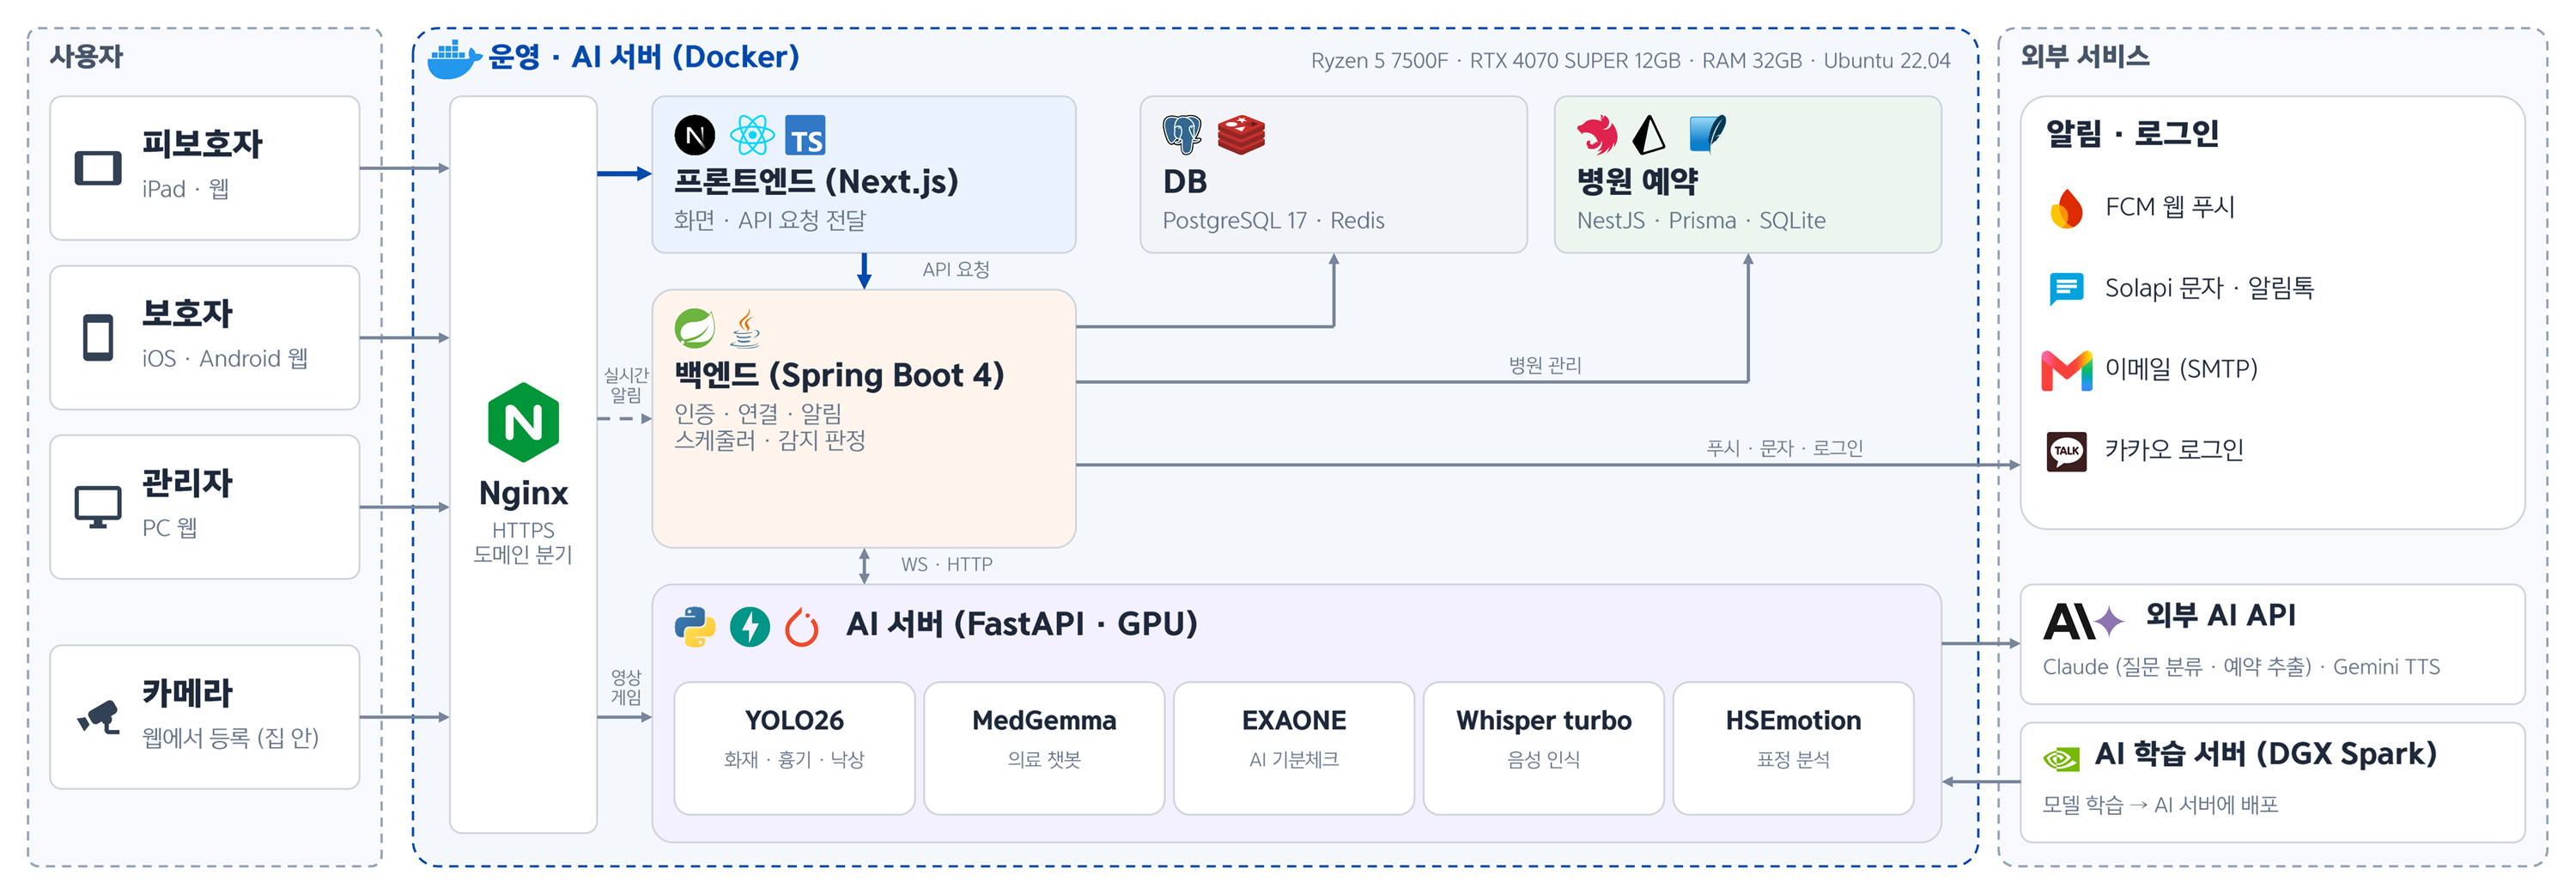 사용자
피보호자
iPad · 웹
보호자
iOS · Android 웹
관리자
PC 웹
카메라
웹에서 등록 (집 안)
운영 · AI 서버 (Docker)
Ryzen 5 7500F · RTX 4070 SUPER 12GB · RAM 32GB · Ubuntu 22.04
N
Nginx
HTTPS
도메인 분기
실시간
알림
영상
게임
N
TS
프론트엔드 (Next.js)
화면 · API 요청 전달
API 요청
백엔드 (Spring Boot 4)
인증 · 연결 · 알림
스케줄러 · 감지 판정
WS · HTTP
DB
PostgreSQL 17 · Redis
병원 예약
NestJS · Prisma · SQLite
병원 관리
푸시 · 문자 · 로그인
AI 서버 (FastAPI · GPU)
YOLO26
화재 · 흉기 · 낙상
MedGemma
의료 챗봇
EXAONE
AI 기분체크
Whisper turbo
음성 인식
HSEmotion
표정 분석
외부 서비스
알림 · 로그인
FCM 웹 푸시
Solapi 문자 · 알림톡
이메일 (SMTP)
TALK
카카오 로그인
외부 AI API
Claude (질문 분류 · 예약 추출) · Gemini TTS
AI 학습 서버 (DGX Spark)
모델 학습 → AI 서버에 배포